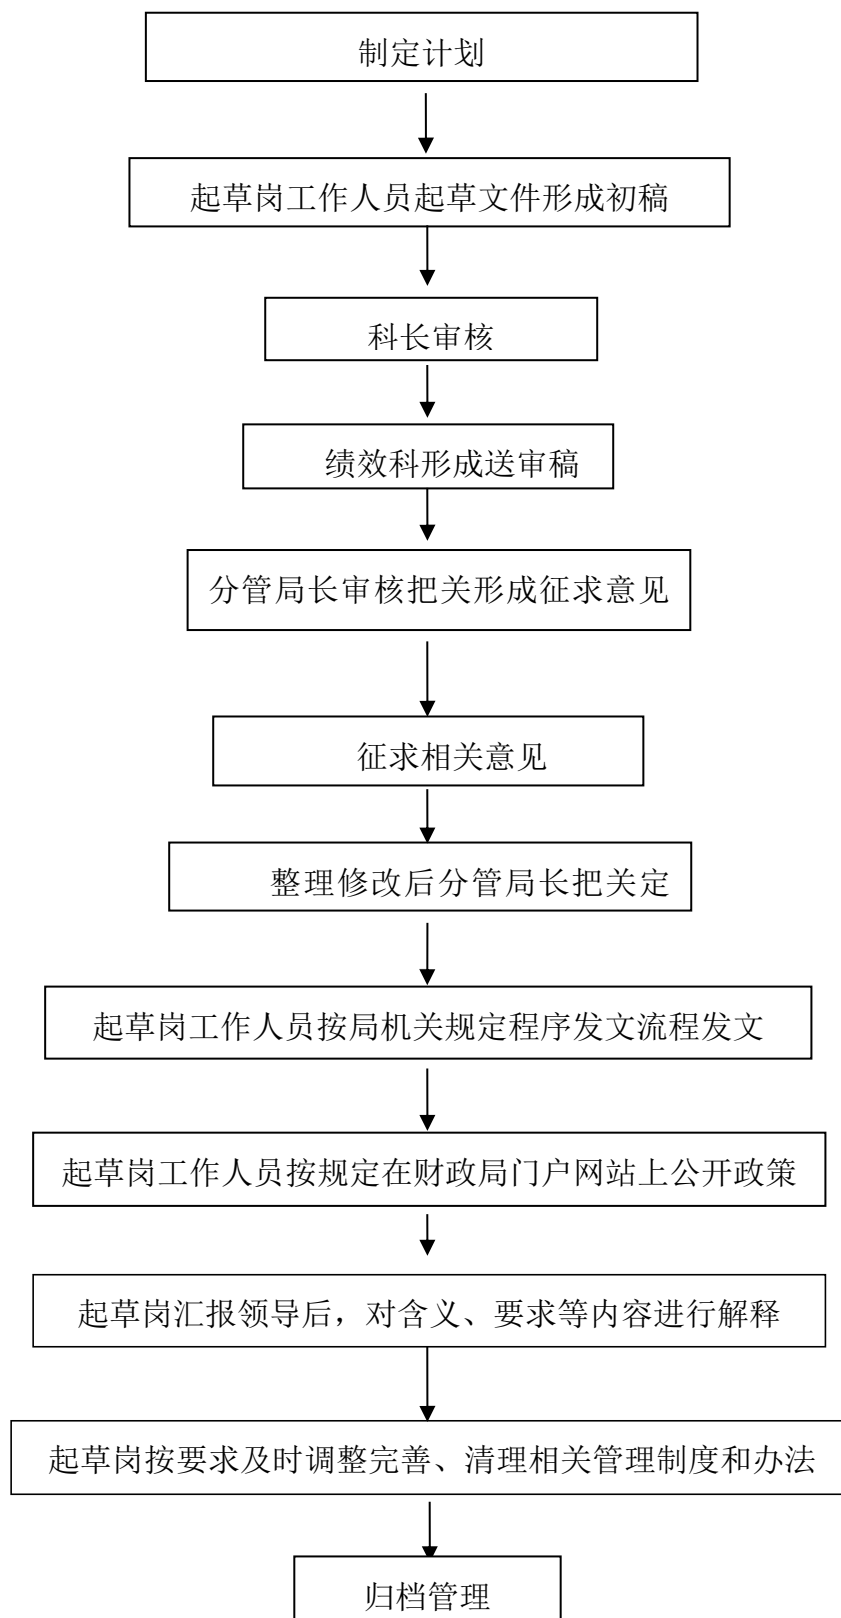 制定计划
起草岗工作人员起草文件形成初稿
科长审核
绩效科形成送审稿
分管局长审核把关形成征求意见
征求相关意见
整理修改后分管局长把关定
起草岗工作人员按局机关规定程序发文流程发文
起草岗工作人员按规定在财政局门户网站上公开政策
起草岗汇报领导后，对含义、要求等内容进行解释
起草岗按要求及时调整完善、清理相关管理制度和办法
归档管理